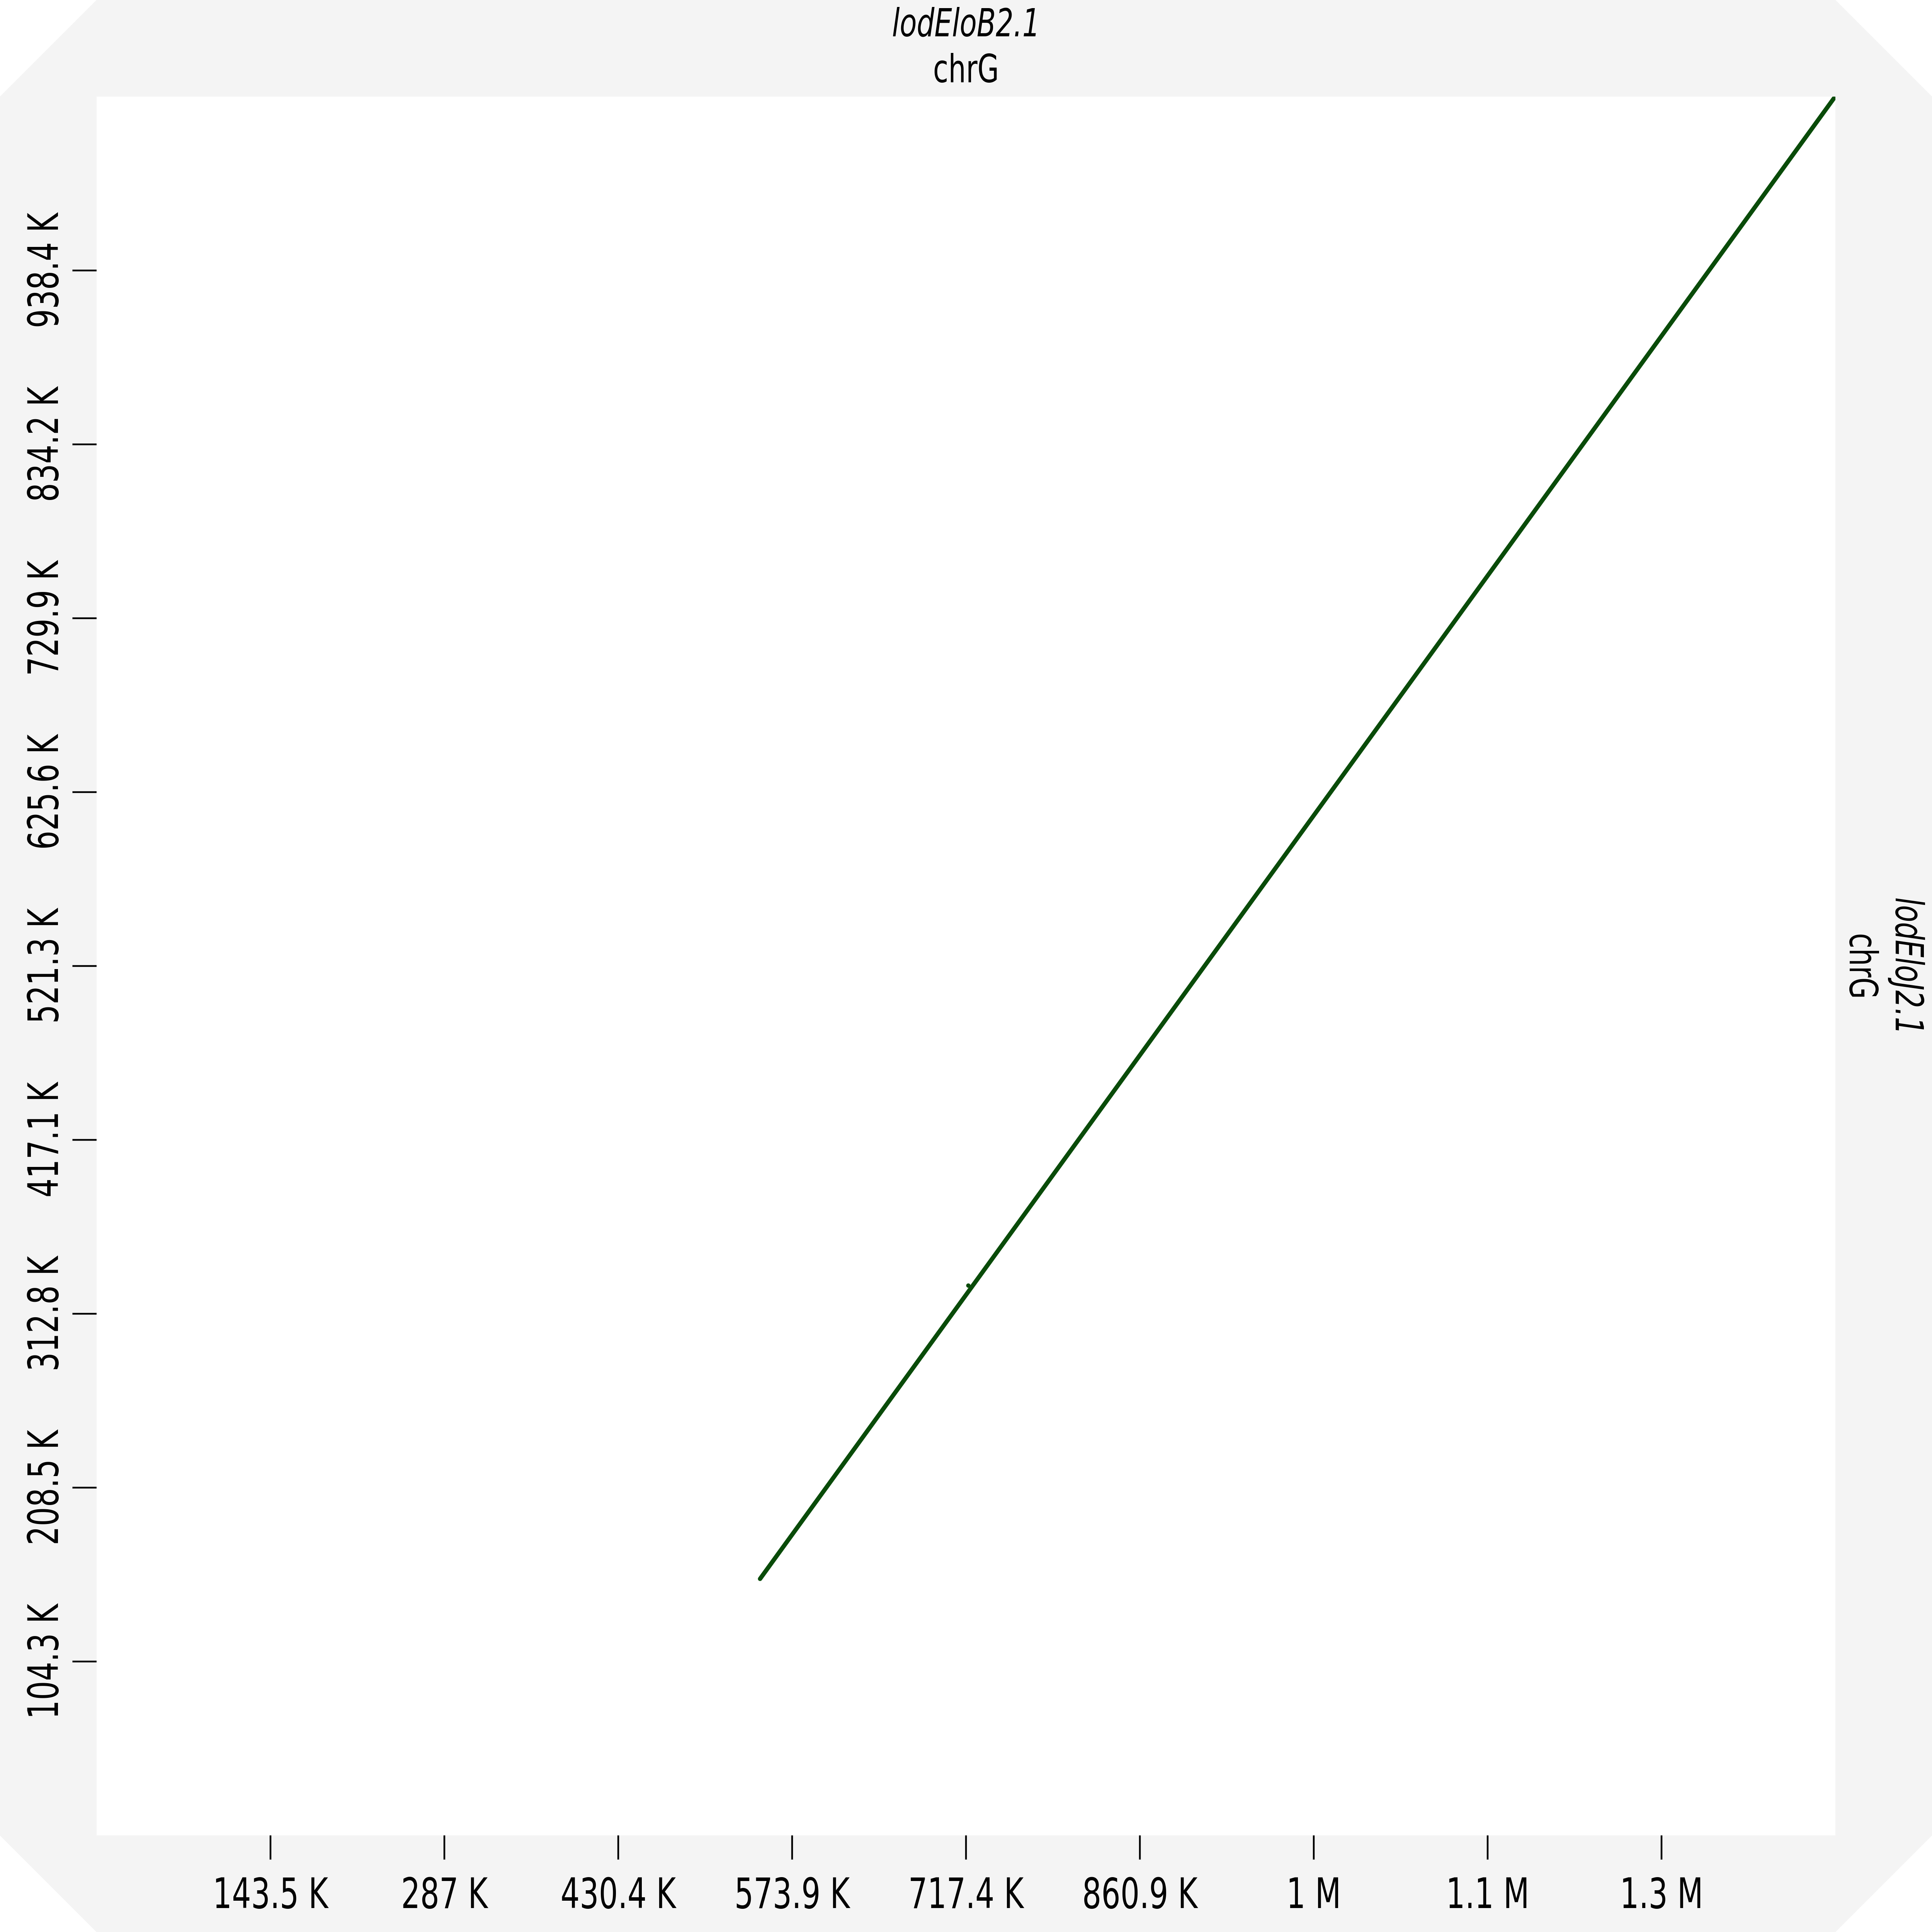 lodEloB2.1
chrG
938.4 K
834.2 K
729.9 K
625.6 K
521.3 K
417.1 K
312.8 K
208.5 K
104.3 K
lodEloJ2.1
chrG
143.5 K
287 K
430.4 K
573.9 K
717.4 K
860.9 K
1 M
1.1 M
1.3 M